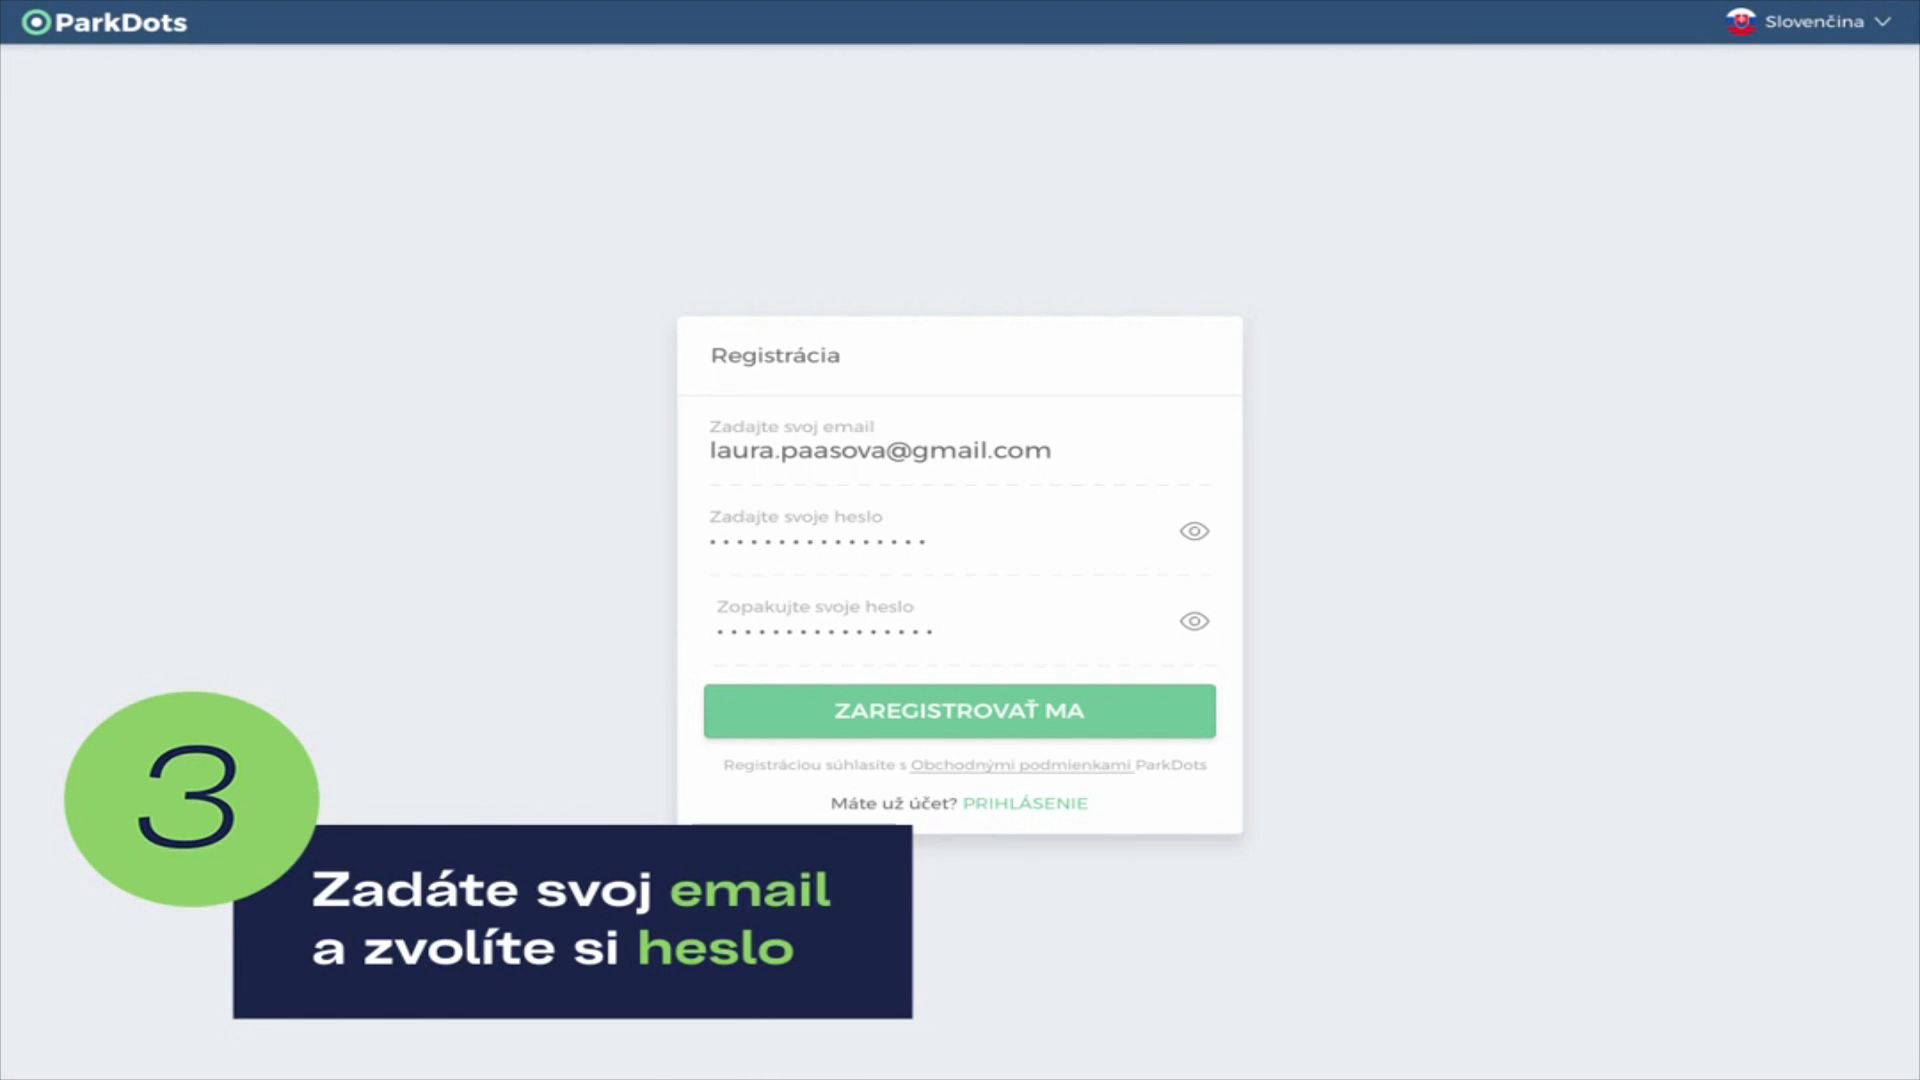 ParkDots
Slovenčina
Registrácia
Zadajte svoj email
laura.paasova@gmail.com
Zadajte svoje heslo
Zopakujte svoje heslo
ZAREGISTROVAŤ MA
Registráciou súhlasíte s Obchodnými podmienkami ParkDots
Máte už účet? PRIHLÁSENIE
3
Zadáte svoj email
a zvolíte si heslo